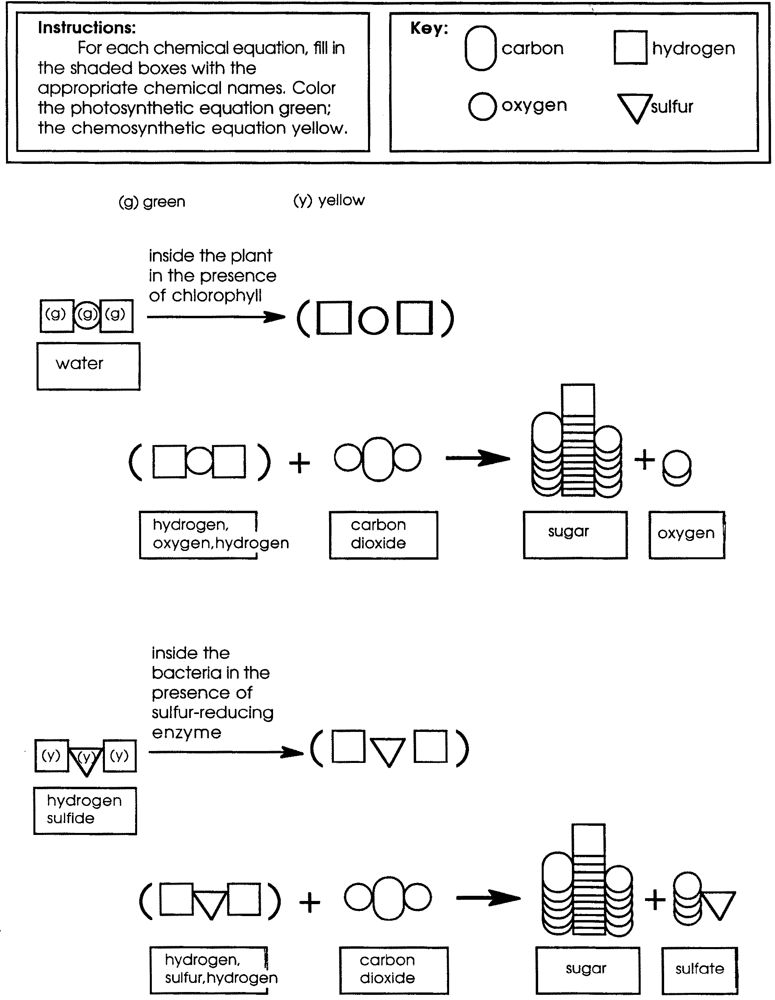 Instructions:
For each chemical equation, fill in
the shaded boxes with the
appropriate chemical names. Color
the photosynthetic equation green;
the chemosynthetic equation yellow.
Key:
carbon
hydrogen
oxygen
sulfur
(g) green
(y) yellow
inside the plant
in the presence
of chlorophyll
(g) (g) (g)
water
hydrogen,
oxygen,hydrogen
carbon
dioxide
sugar
oxygen
inside the
bacteria in the
presence of
sulfur-reducing
enzyme
(y) (y) (y)
hydrogen
sulfide
hydrogen,
sulfur,hydrogen
carbon
dioxide
sugar
sulfate